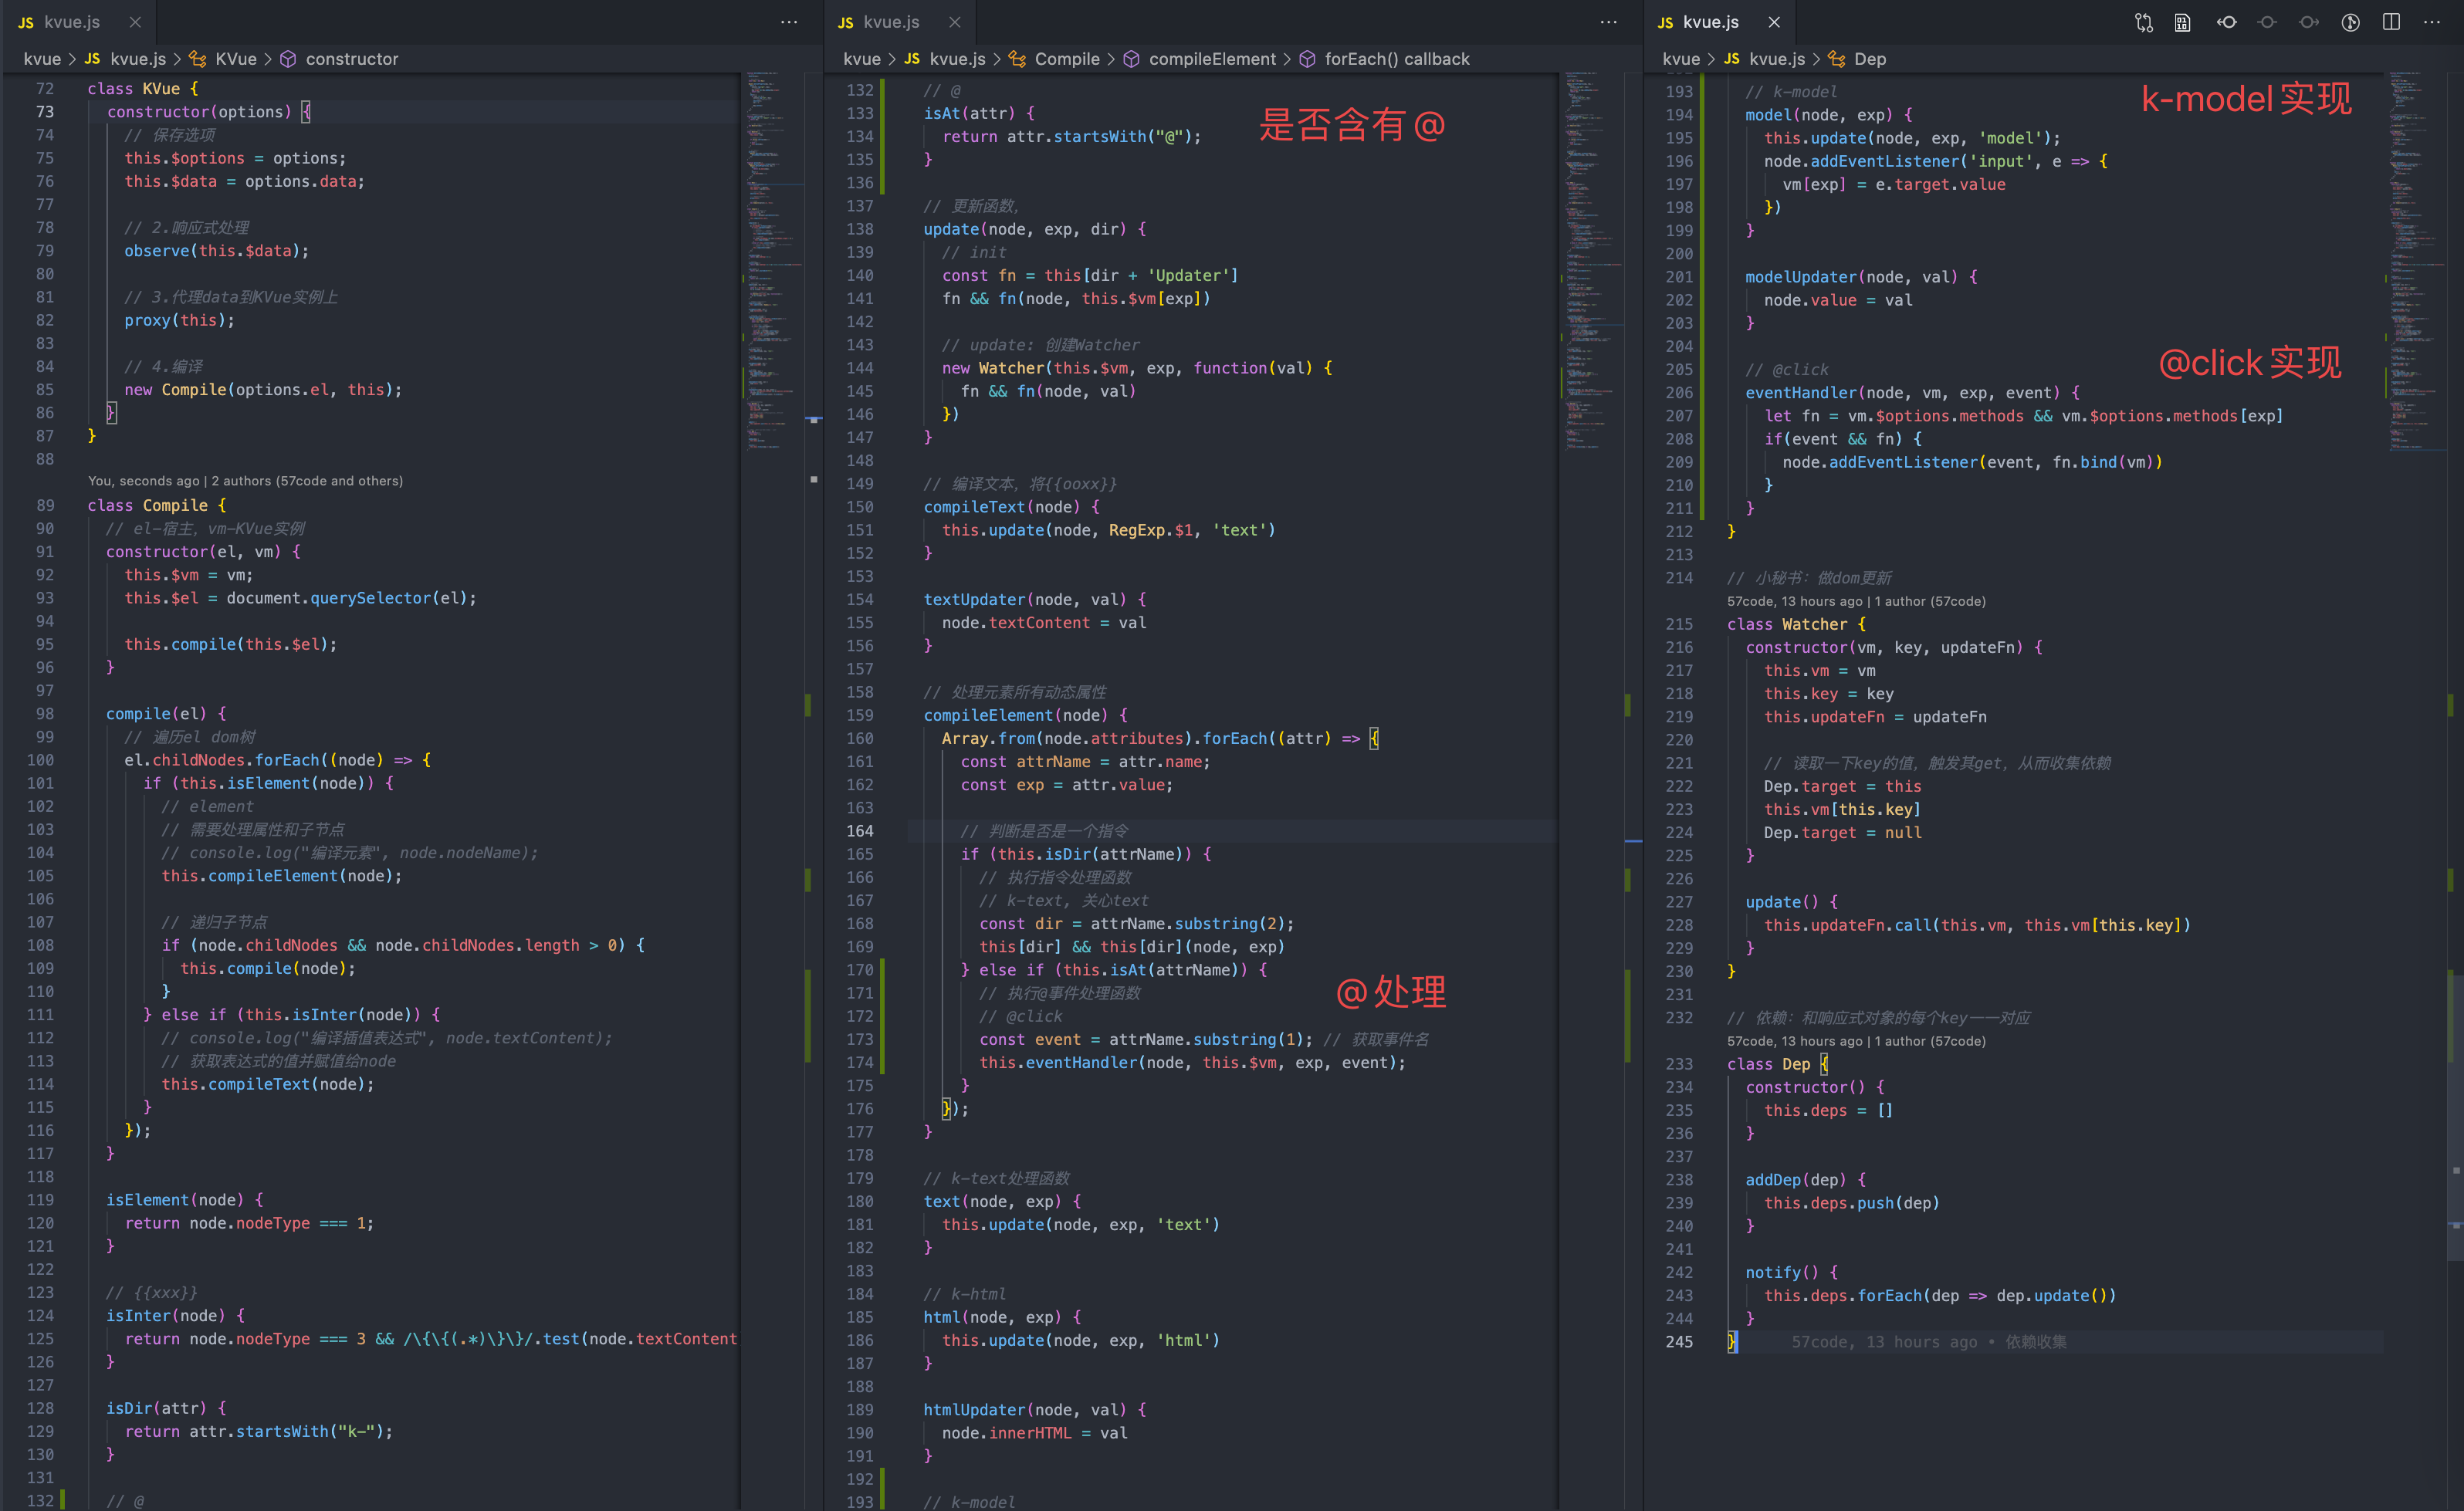 JS kvue.js
kvue > JS kvue.js > KVue > constructor
72 class KVue {
73 constructor(options) {
74 // 保存选项
75 this.$options = options;
76 this.$data = options.data;
77
78 // 2.响应式处理
79 observe(this.$data);
80
81 // 3.代理data到KVue实例上
82 proxy(this);
83
84 // 4.编译
85 new Compile(options.el, this);
86 }
87 }
88
You, seconds ago | 2 authors (57code and others)
89 class Compile {
90 // el-宿主，vm-KVue实例
91 constructor(el, vm) {
92 this.$vm = vm;
93 this.$el = document.querySelector(el);
94
95 this.compile(this.$el);
96 }
97
98 compile(el) {
99 // 遍历el dom树
100 el.childNodes.forEach((node) => {
101 if (this.isElement(node)) {
102 // element
103 // 需要处理属性和子节点
104 // console.log("编译元素", node.nodeName);
105 this.compileElement(node);
106
107 // 递归子节点
108 if (node.childNodes && node.childNodes.length > 0) {
109 this.compile(node);
110 }
111 } else if (this.isInter(node)) {
112 // console.log("编译插值表达式", node.textContent);
113 // 获取表达式的值并赋值给node
114 this.compileText(node);
115 }
116 });
117 }
118
119 isElement(node) {
120 return node.nodeType === 1;
121 }
122
123 // {{xxx}}
124 isInter(node) {
125 return node.nodeType === 3 && /\{\{(.*)\}\}/.test(node.textContent
126 }
127
128 isDir(attr) {
129 return attr.startsWith("k-");
130 }
131
132 // @
JS kvue.js
kvue > JS kvue.js > Compile > compileElement > forEach() callback
132 // @
133 isAt(attr) {
134 return attr.startsWith("@");
是否含有@
135 }
136
137 // 更新函数，
138 update(node, exp, dir) {
139 // init
140 const fn = this[dir + 'Updater']
141 fn && fn(node, this.$vm[exp])
142
143 // update: 创建Watcher
144 new Watcher(this.$vm, exp, function(val) {
145 fn && fn(node, val)
146 })
147 }
148
149 // 编译文本，将{{ooxx}}
150 compileText(node) {
151 this.update(node, RegExp.$1, 'text')
152 }
153
154 textUpdater(node, val) {
155 node.textContent = val
156 }
157
158 // 处理元素所有动态属性
159 compileElement(node) {
160 Array.from(node.attributes).forEach((attr) => {
161 const attrName = attr.name;
162 const exp = attr.value;
163
164 // 判断是否是一个指令
165 if (this.isDir(attrName)) {
166 // 执行指令处理函数
167 // k-text, 关心text
168 const dir = attrName.substring(2);
169 this[dir] && this[dir](node, exp)
170 } else if (this.isAt(attrName)) {
171 // 执行@事件处理函数
@处理
172 // @click
173 const event = attrName.substring(1); // 获取事件名
174 this.eventHandler(node, this.$vm, exp, event);
175 }
176 });
177 }
178
179 // k-text处理函数
180 text(node, exp) {
181 this.update(node, exp, 'text')
182 }
183
184 // k-html
185 html(node, exp) {
186 this.update(node, exp, 'html')
187 }
188
189 htmlUpdater(node, val) {
190 node.innerHTML = val
191 }
192
193 // k-model
JS kvue.js
kvue > JS kvue.js > Dep
193 // k-model
k-model实现
194 model(node, exp) {
195 this.update(node, exp, 'model');
196 node.addEventListener('input', e => {
197 vm[exp] = e.target.value
198 })
199 }
200
201 modelUpdater(node, val) {
202 node.value = val
203 }
204
@click实现
205 // @click
206 eventHandler(node, vm, exp, event) {
207 let fn = vm.$options.methods && vm.$options.methods[exp]
208 if(event && fn) {
209 node.addEventListener(event, fn.bind(vm))
210 }
211 }
212 }
213
214 // 小秘书：做dom更新
57code, 13 hours ago | 1 author (57code)
215 class Watcher {
216 constructor(vm, key, updateFn) {
217 this.vm = vm
218 this.key = key
219 this.updateFn = updateFn
220
221 // 读取一下key的值，触发其get，从而收集依赖
222 Dep.target = this
223 this.vm[this.key]
224 Dep.target = null
225 }
226
227 update() {
228 this.updateFn.call(this.vm, this.vm[this.key])
229 }
230 }
231
232 // 依赖：和响应式对象的每个key一一对应
57code, 13 hours ago | 1 author (57code)
233 class Dep {
234 constructor() {
235 this.deps = []
236 }
237
238 addDep(dep) {
239 this.deps.push(dep)
240 }
241
242 notify() {
243 this.deps.forEach(dep => dep.update())
244 }
245 } 57code, 13 hours ago • 依赖收集